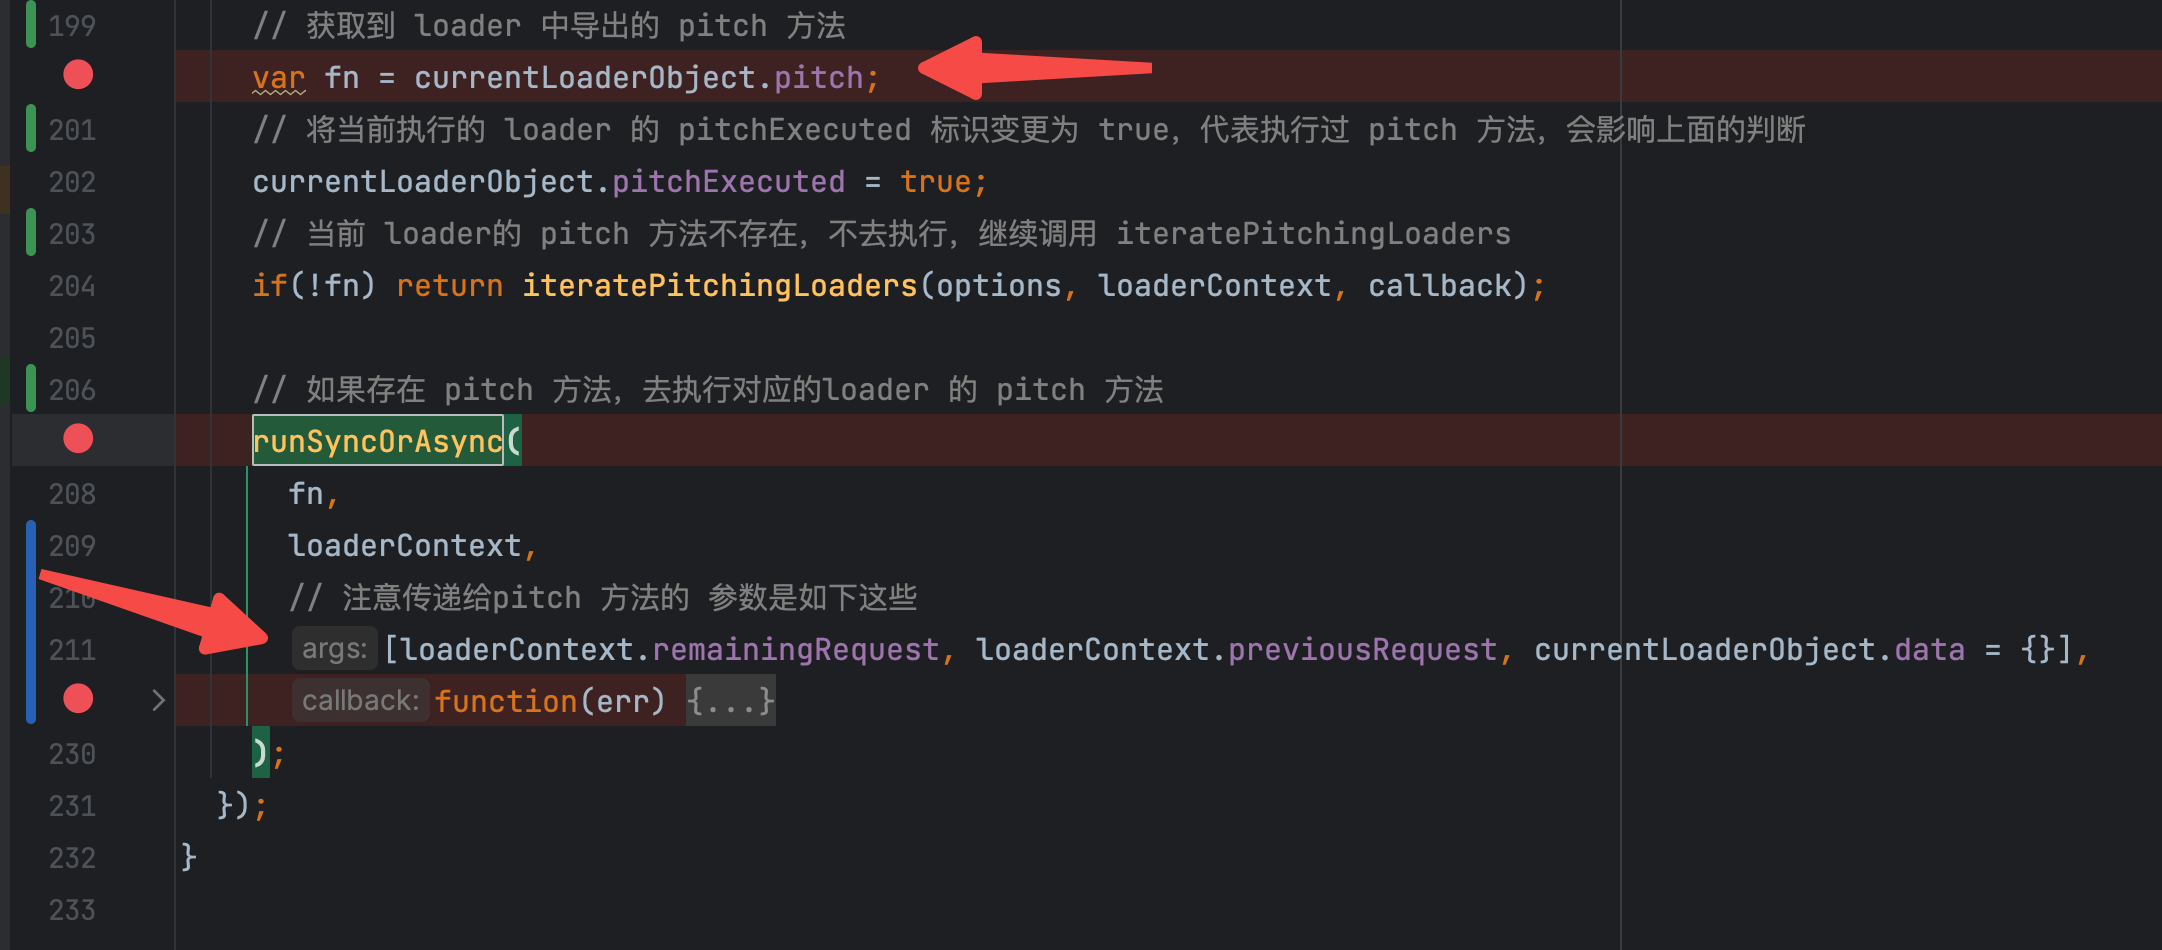 199 // 获取到 loader 中导出的 pitch 方法
var fn = currentLoaderObject.pitch;
201 // 将当前执行的 loader 的 pitchExecuted 标识变更为 true，代表执行过 pitch 方法，会影响上面的判断
202 currentLoaderObject.pitchExecuted = true;
203 // 当前 loader的 pitch 方法不存在，不去执行，继续调用 iteratePitchingLoaders
204 if(!fn) return iteratePitchingLoaders(options, loaderContext, callback);
205
206 // 如果存在 pitch 方法，去执行对应的loader 的 pitch 方法
runSyncOrAsync(
208 fn,
209 loaderContext,
210 // 注意传递给pitch 方法的 参数是如下这些
211 args: [loaderContext.remainingRequest, loaderContext.previousRequest, currentLoaderObject.data = {}],
callback: function(err) {...}
230 );
231 });
232 }
233